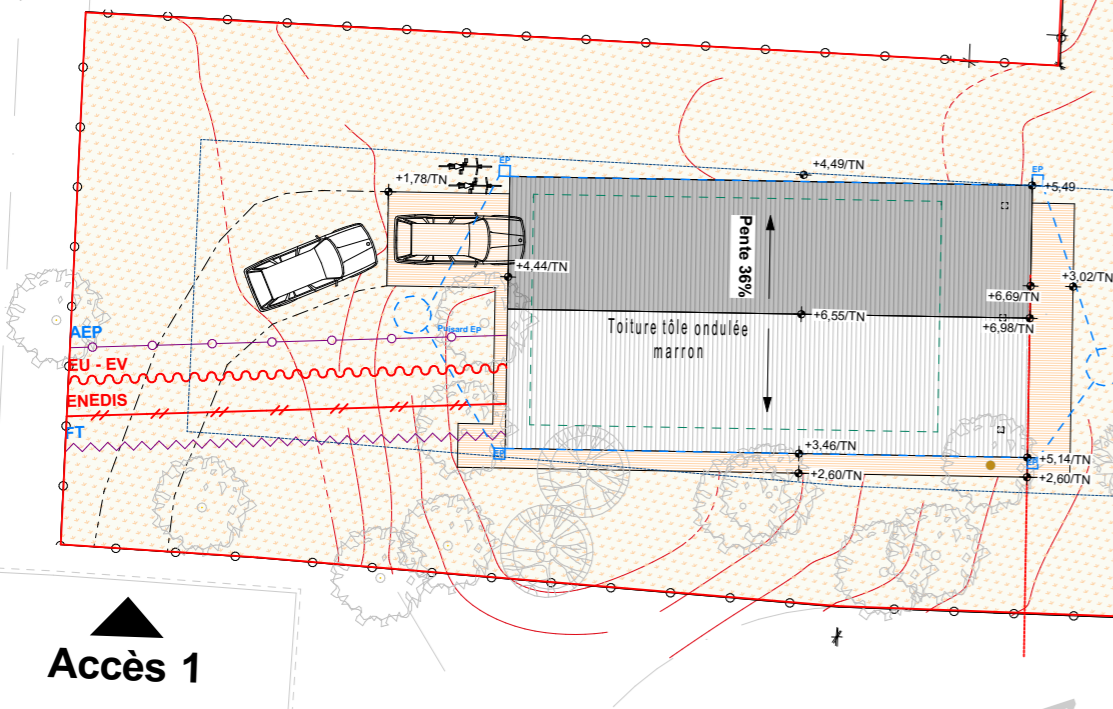 +4,49/TN
EP
EP
+1,78/TN
+5,49
Pente 36%
+4,44/TN
+3,02/TN
+6,69/TN
+6,55/TN
+6,98/TN
Toiture tôle ondulée
marron
Puisard EP
AEP
EU - EV
ENEDIS
FT
+3,46/TN
EP
+5,14/TN
EP
+2,60/TN
+2,60/TN
Accès 1